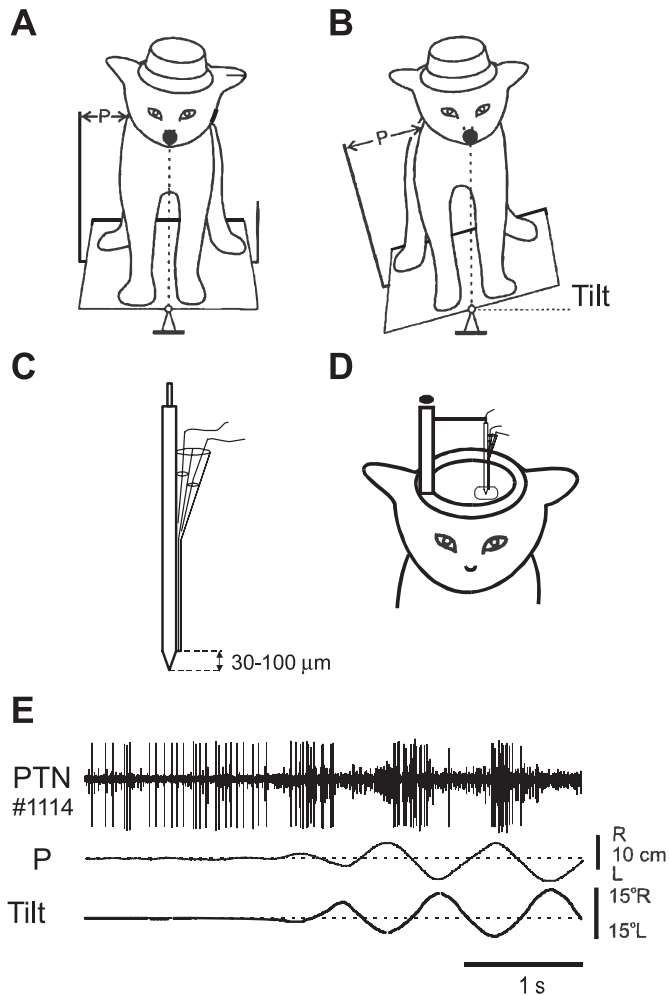 A
B
P
P
Tilt
C
D
30-100 μm
E
PTN
#1114
P
R
10 cm
L
Tilt
15°R
15°L
1 s